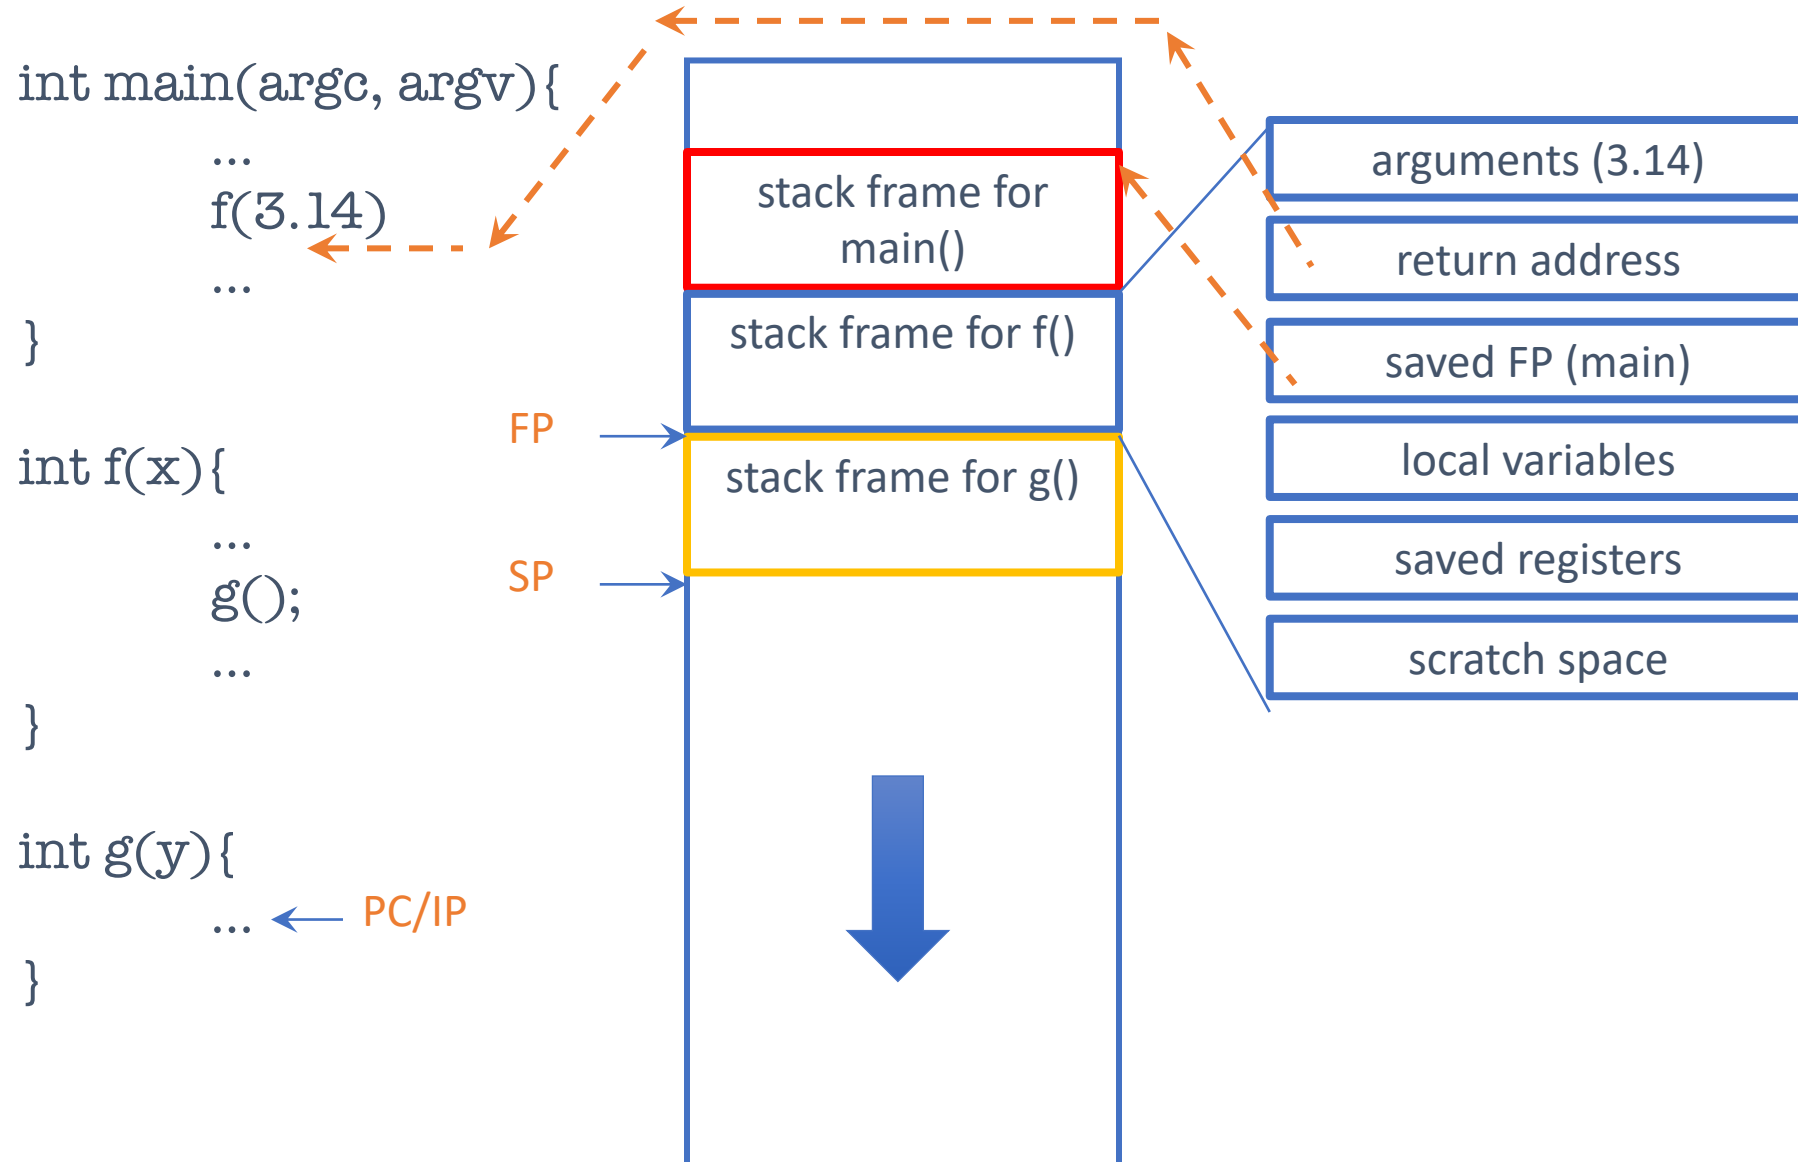 int main(argc, argv){
...
f(3.14)
...
}
int f(x){
...
g();
...
}
int g(y){
...
}
PC/IP
FP
SP
stack frame for
main()
stack frame for f()
stack frame for g()
arguments (3.14)
return address
saved FP (main)
local variables
saved registers
scratch space